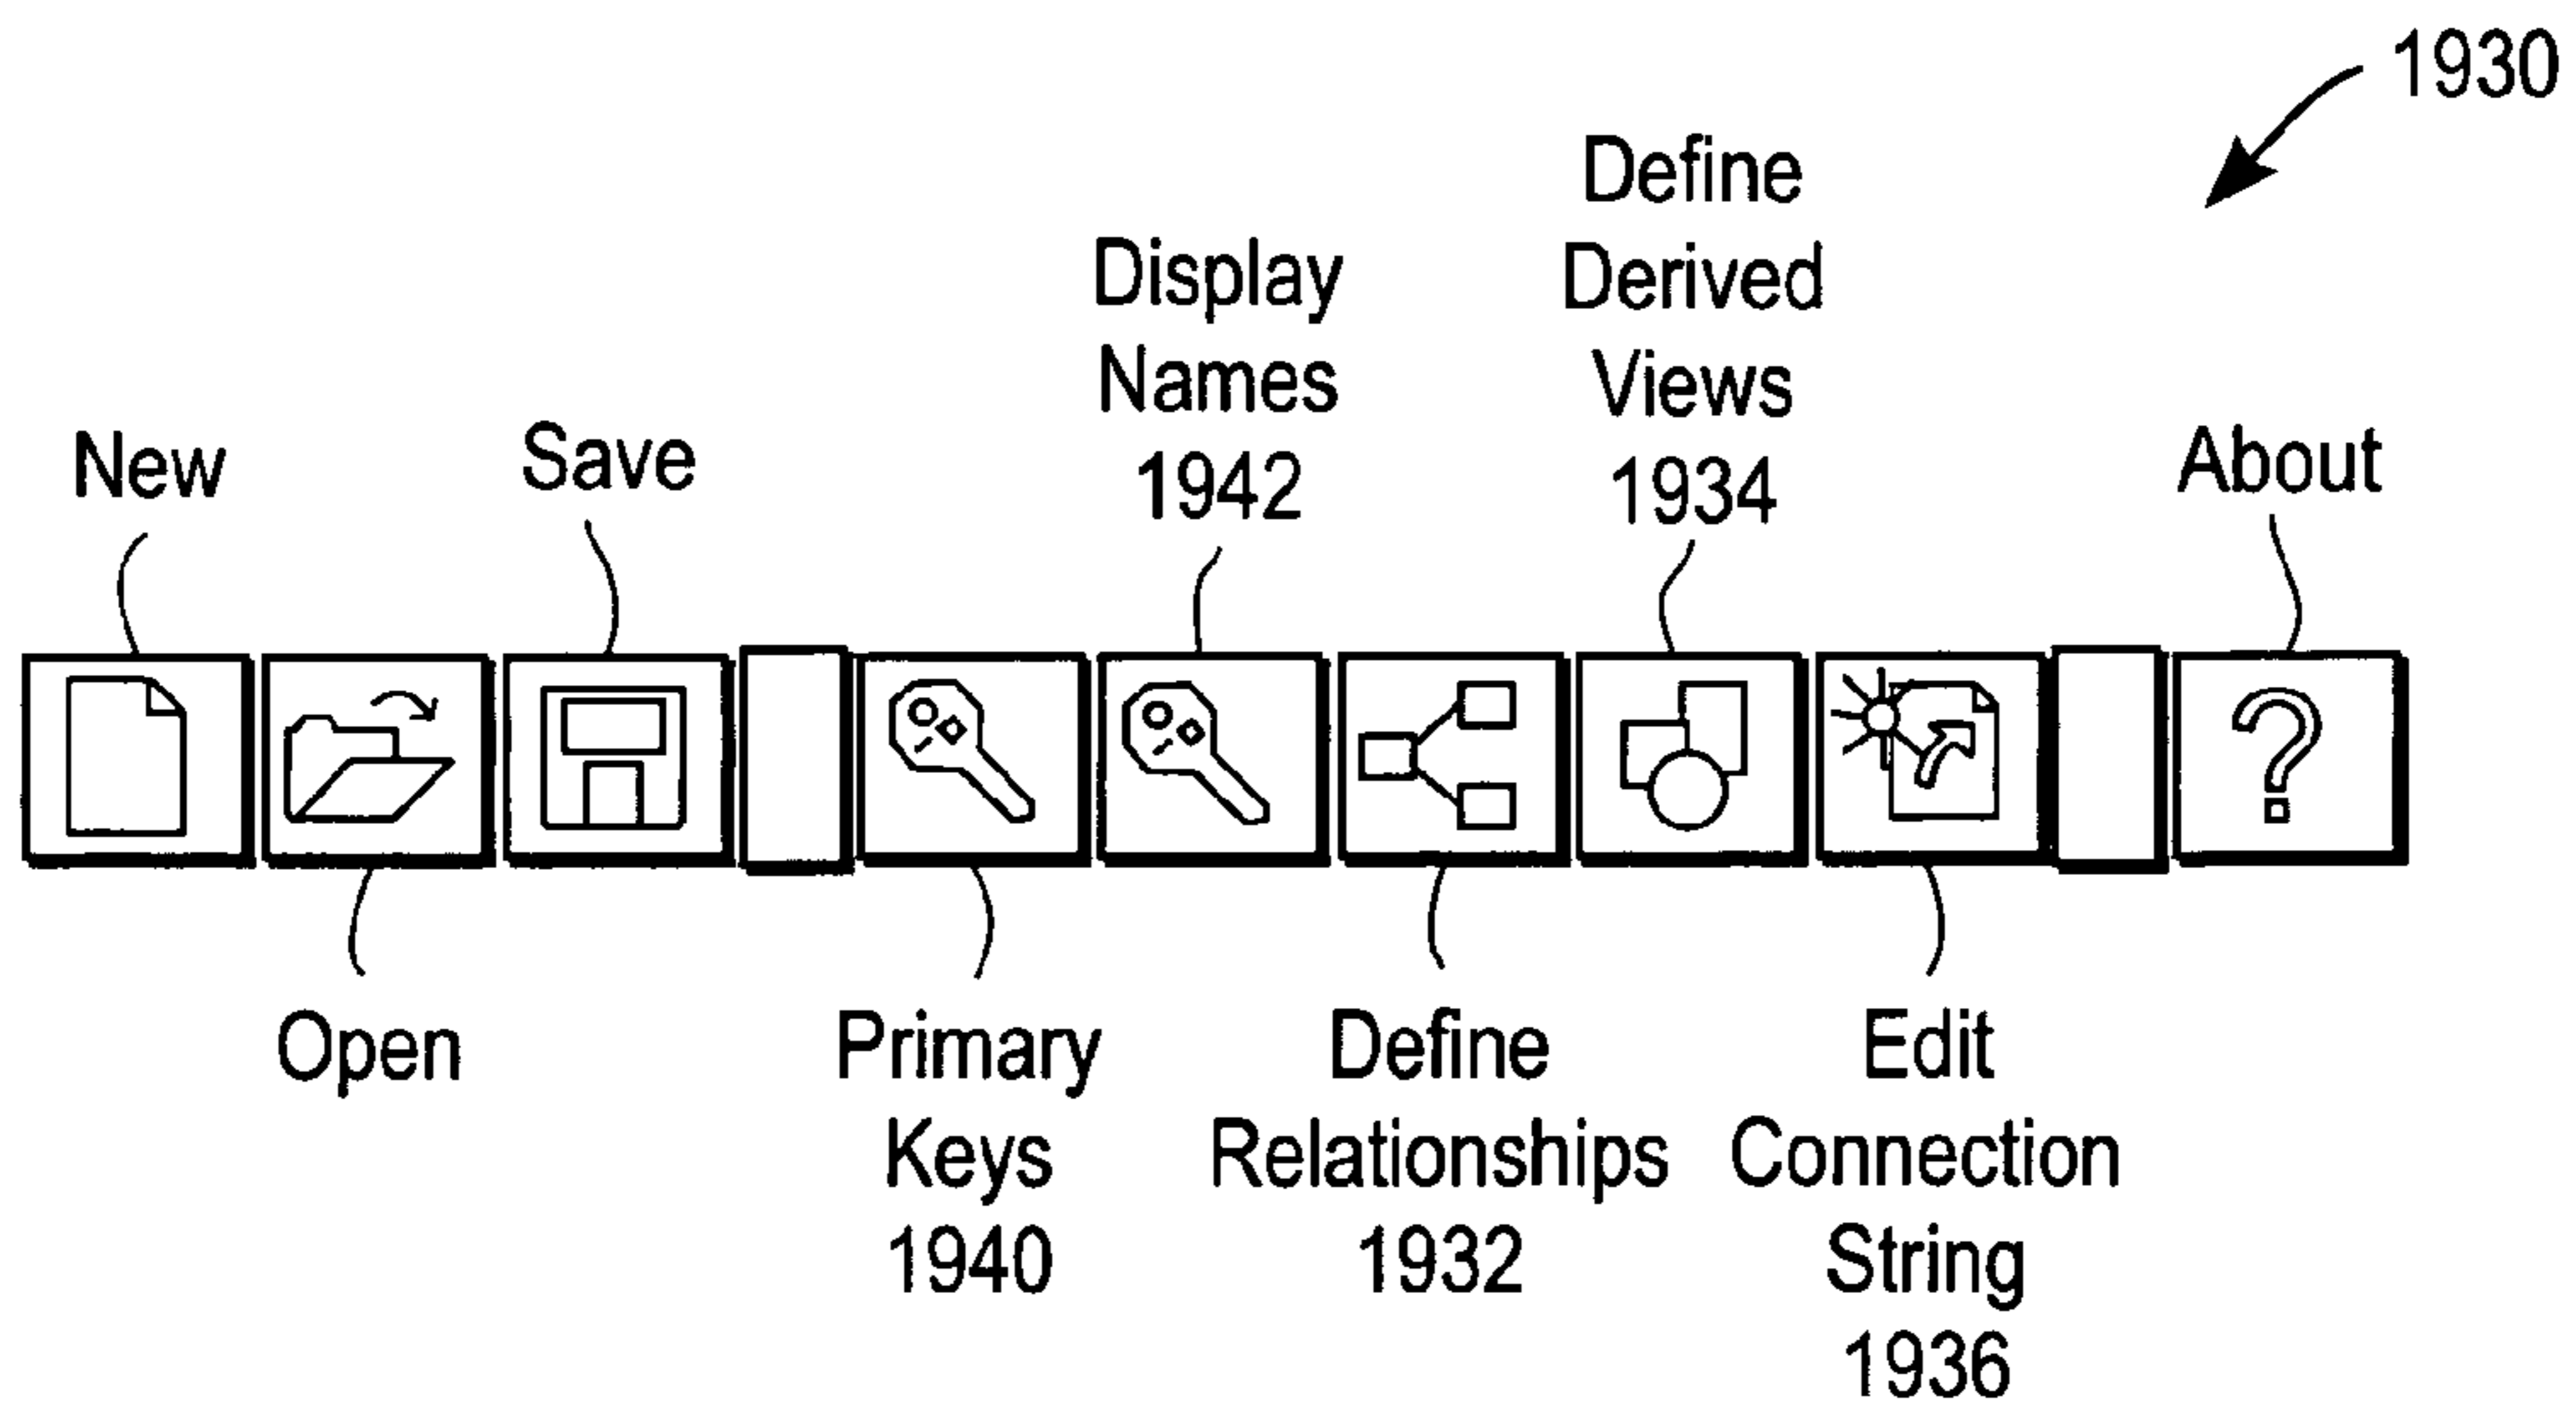 1930
New
Save
Display
Names
1942
Define
Derived
Views
1934
About
Open
Primary
Keys
1940
Define
Relationships
1932
Edit
Connection
String
1936